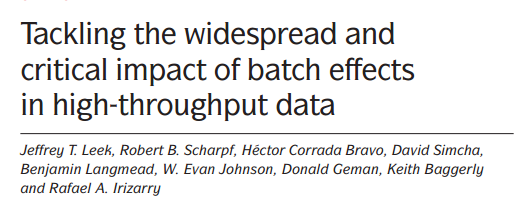 Tackling the widespread and
critical impact of batch effects
in high-throughput data
Jeffrey T. Leek, Robert B. Scharpf, Héctor Corrada Bravo, David Simcha,
Benjamin Langmead, W. Evan Johnson, Donald Geman, Keith Baggerly
and Rafael A. Irizarry